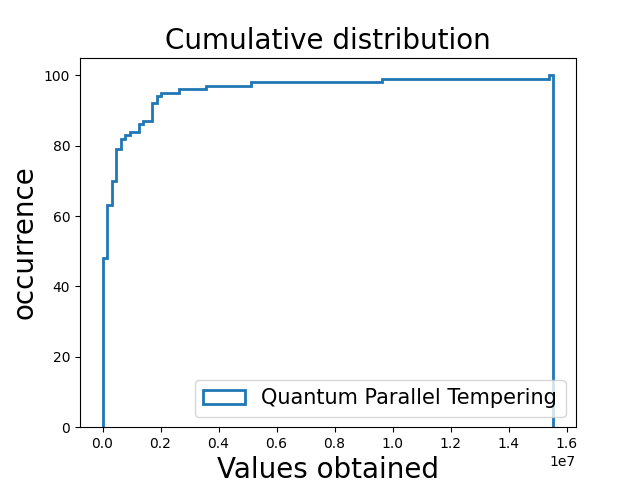 Cumulative distribution
100
80
60
40
20
0
occurrence
Quantum Parallel Tempering
0.0 0.2 0.4 0.6 0.8 1.0 1.2 1.4 1.6
1e7
Values obtained